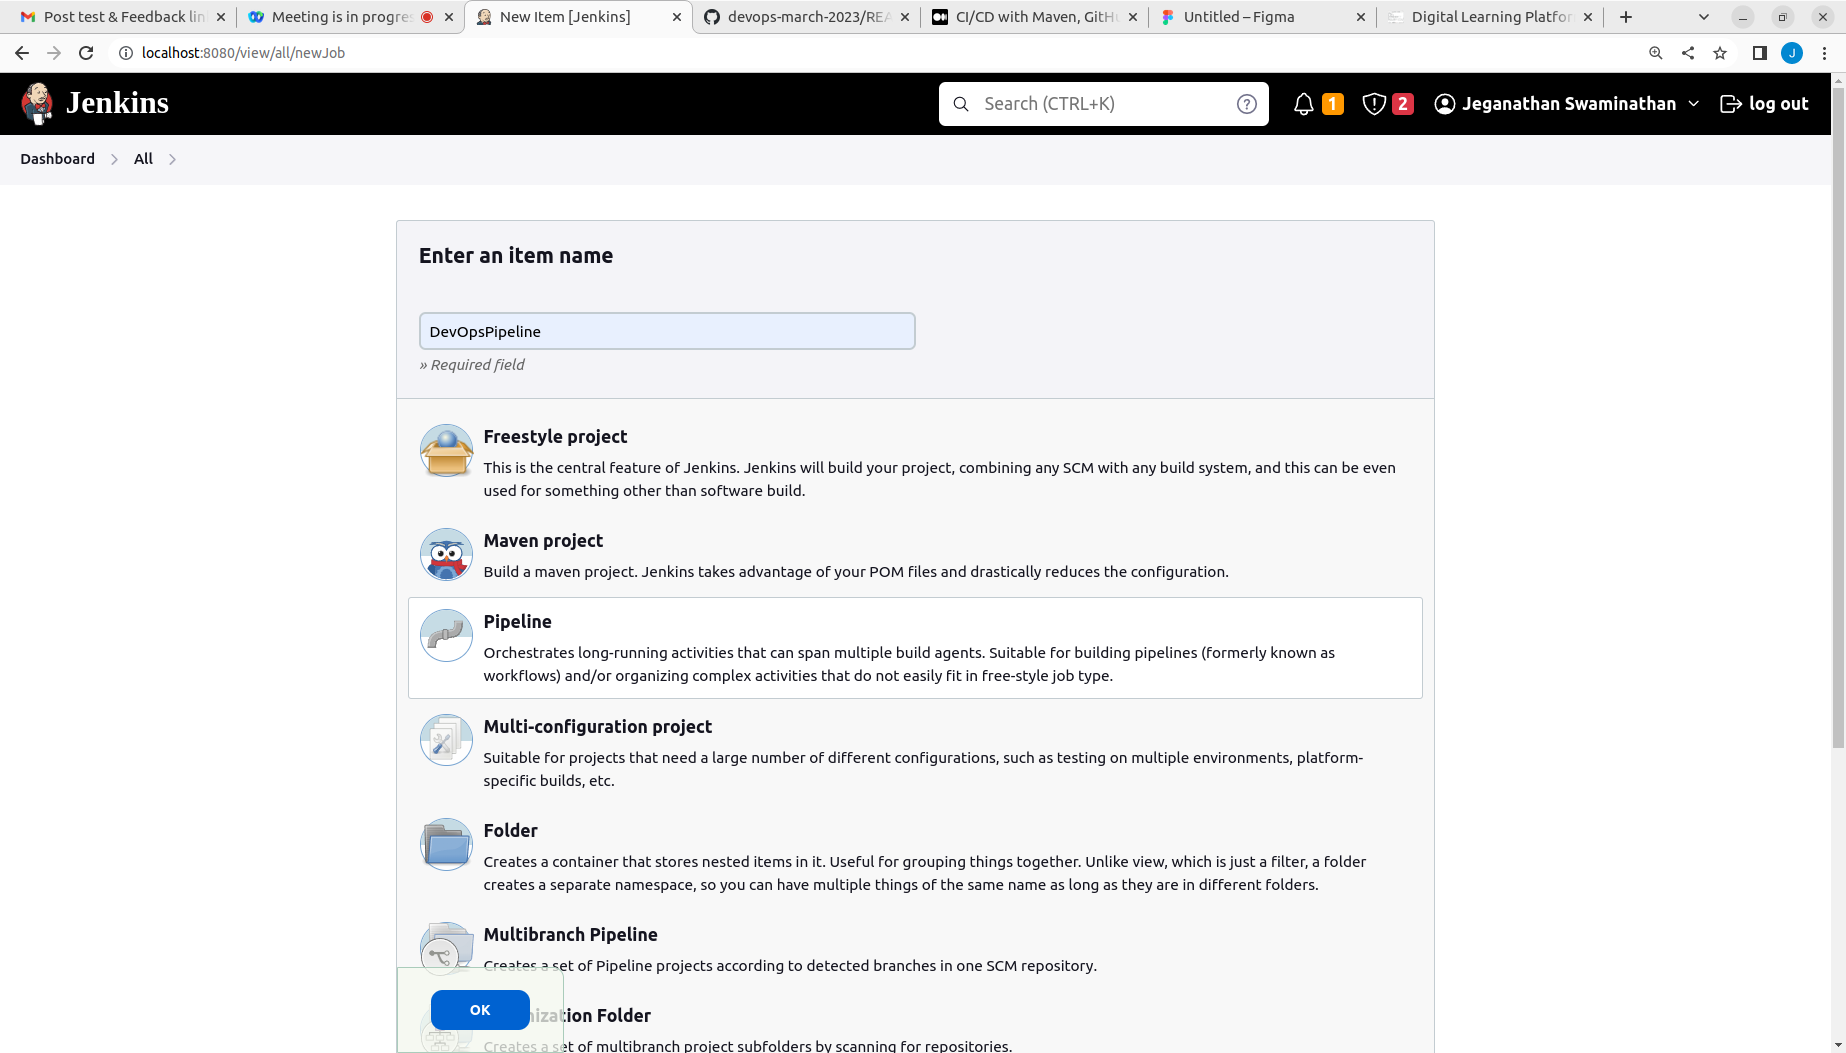 Post test & Feedback lin
Meeting is in progres
New Item [Jenkins]
devops-march-2023/REA
CI/CD with Maven, GitHu
Untitled – Figma
Digital Learning Platfor
localhost:8080/view/all/newJob
J
Jenkins
Search (CTRL+K)
1
2
Jeganathan Swaminathan
log out
Dashboard
All
Enter an item name
DevOpsPipeline
» Required field
Freestyle project
This is the central feature of Jenkins. Jenkins will build your project, combining any SCM with any build system, and this can be even
used for something other than software build.
Maven project
Build a maven project. Jenkins takes advantage of your POM files and drastically reduces the configuration.
Pipeline
Orchestrates long-running activities that can span multiple build agents. Suitable for building pipelines (formerly known as
workflows) and/or organizing complex activities that do not easily fit in free-style job type.
Multi-configuration project
Suitable for projects that need a large number of different configurations, such as testing on multiple environments, platform-
specific builds, etc.
Folder
Creates a container that stores nested items in it. Useful for grouping things together. Unlike view, which is just a filter, a folder
creates a separate namespace, so you can have multiple things of the same name as long as they are in different folders.
Multibranch Pipeline
Creates a set of Pipeline projects according to detected branches in one SCM repository.
OK
nization Folder
Creates a set of multibranch project subfolders by scanning for repositories.